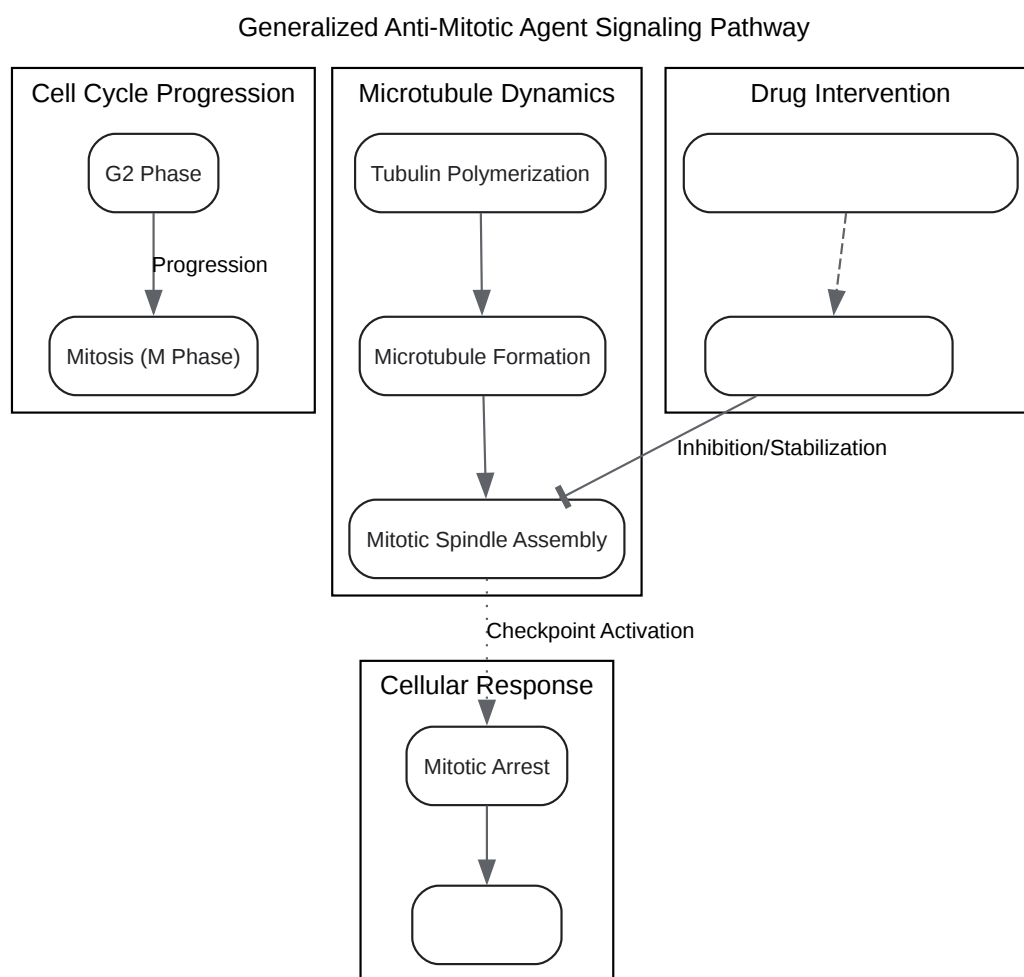 Generalized Anti-Mitotic Agent Signaling Pathway
Cell Cycle Progression
G2 Phase
Progression
Mitosis (M Phase)
Microtubule Dynamics
Tubulin Polymerization
Microtubule Formation
Mitotic Spindle Assembly
Drug Intervention
Inhibition/Stabilization
Checkpoint Activation
Cellular Response
Mitotic Arrest